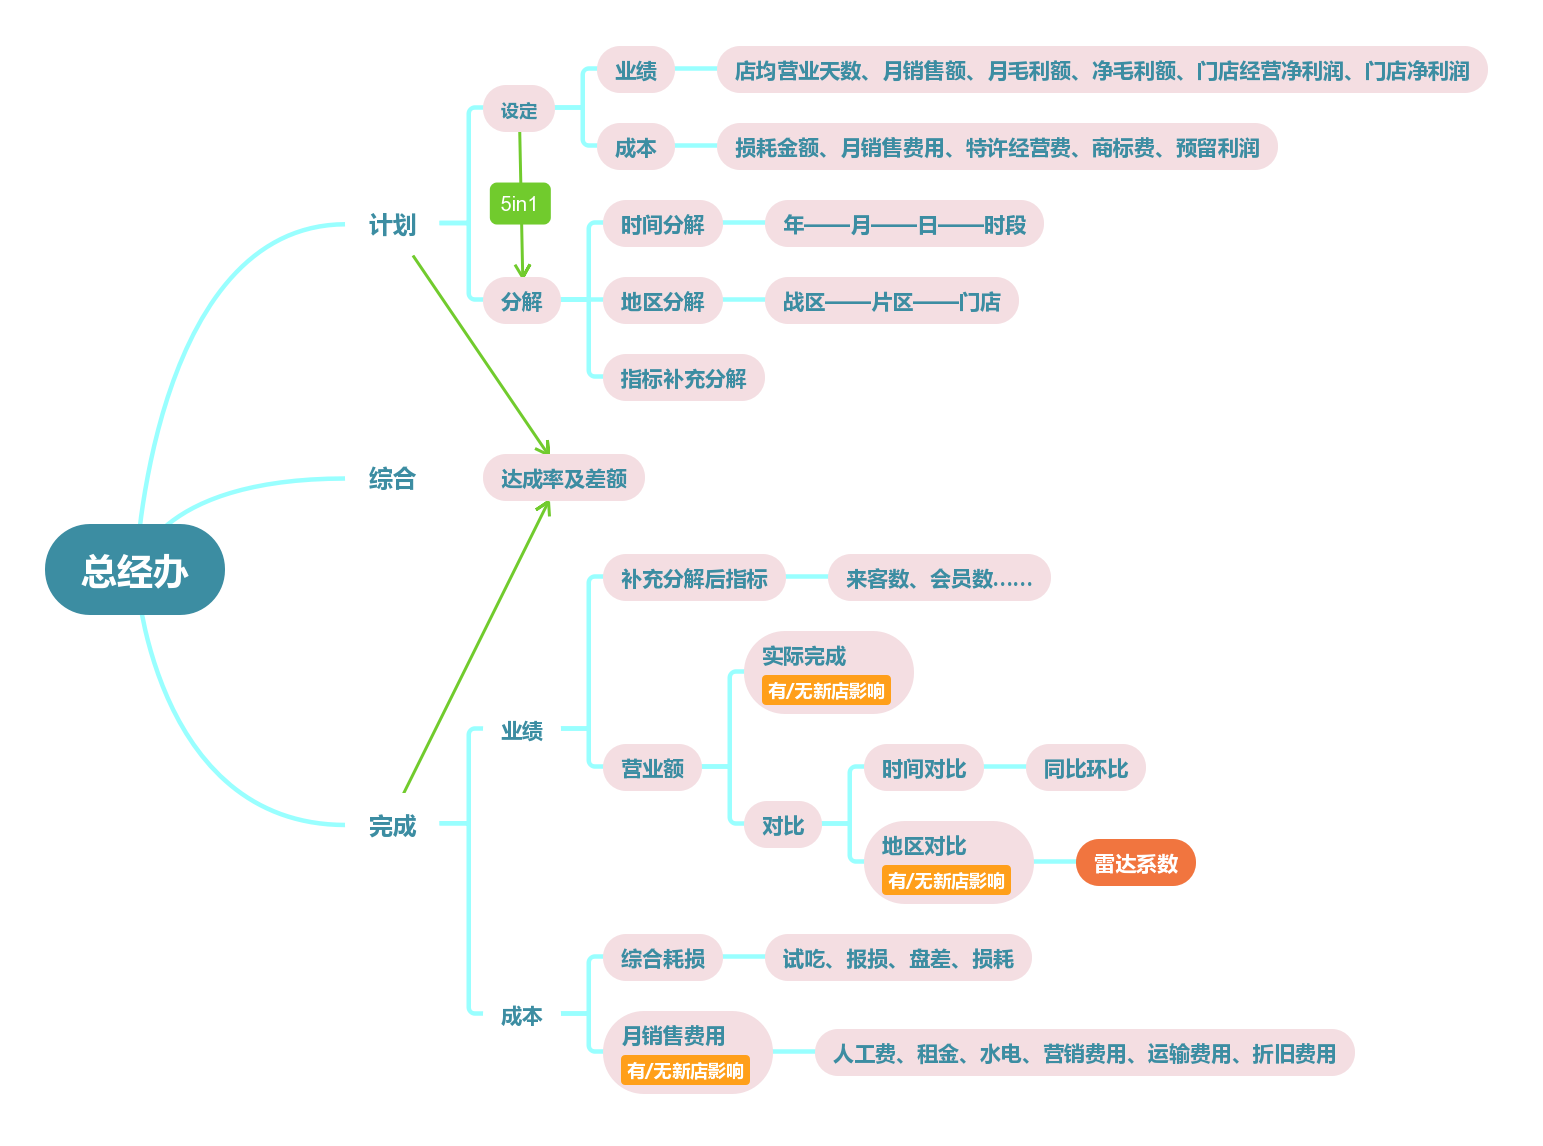 总经办
计划
设定
业绩
店均营业天数、月销售额、月毛利额、净毛利额、门店经营净利润、门店净利润
成本
损耗金额、月销售费用、特许经营费、商标费、预留利润
5in1
分解
时间分解
年——月——日——时段
地区分解
战区——片区——门店
指标补充分解
综合
达成率及差额
完成
业绩
补充分解后指标
来客数、会员数……
营业额
实际完成
有/无新店影响
对比
时间对比
同比环比
地区对比
有/无新店影响
雷达系数
成本
综合耗损
试吃、报损、盘差、损耗
月销售费用
有/无新店影响
人工费、租金、水电、营销费用、运输费用、折旧费用